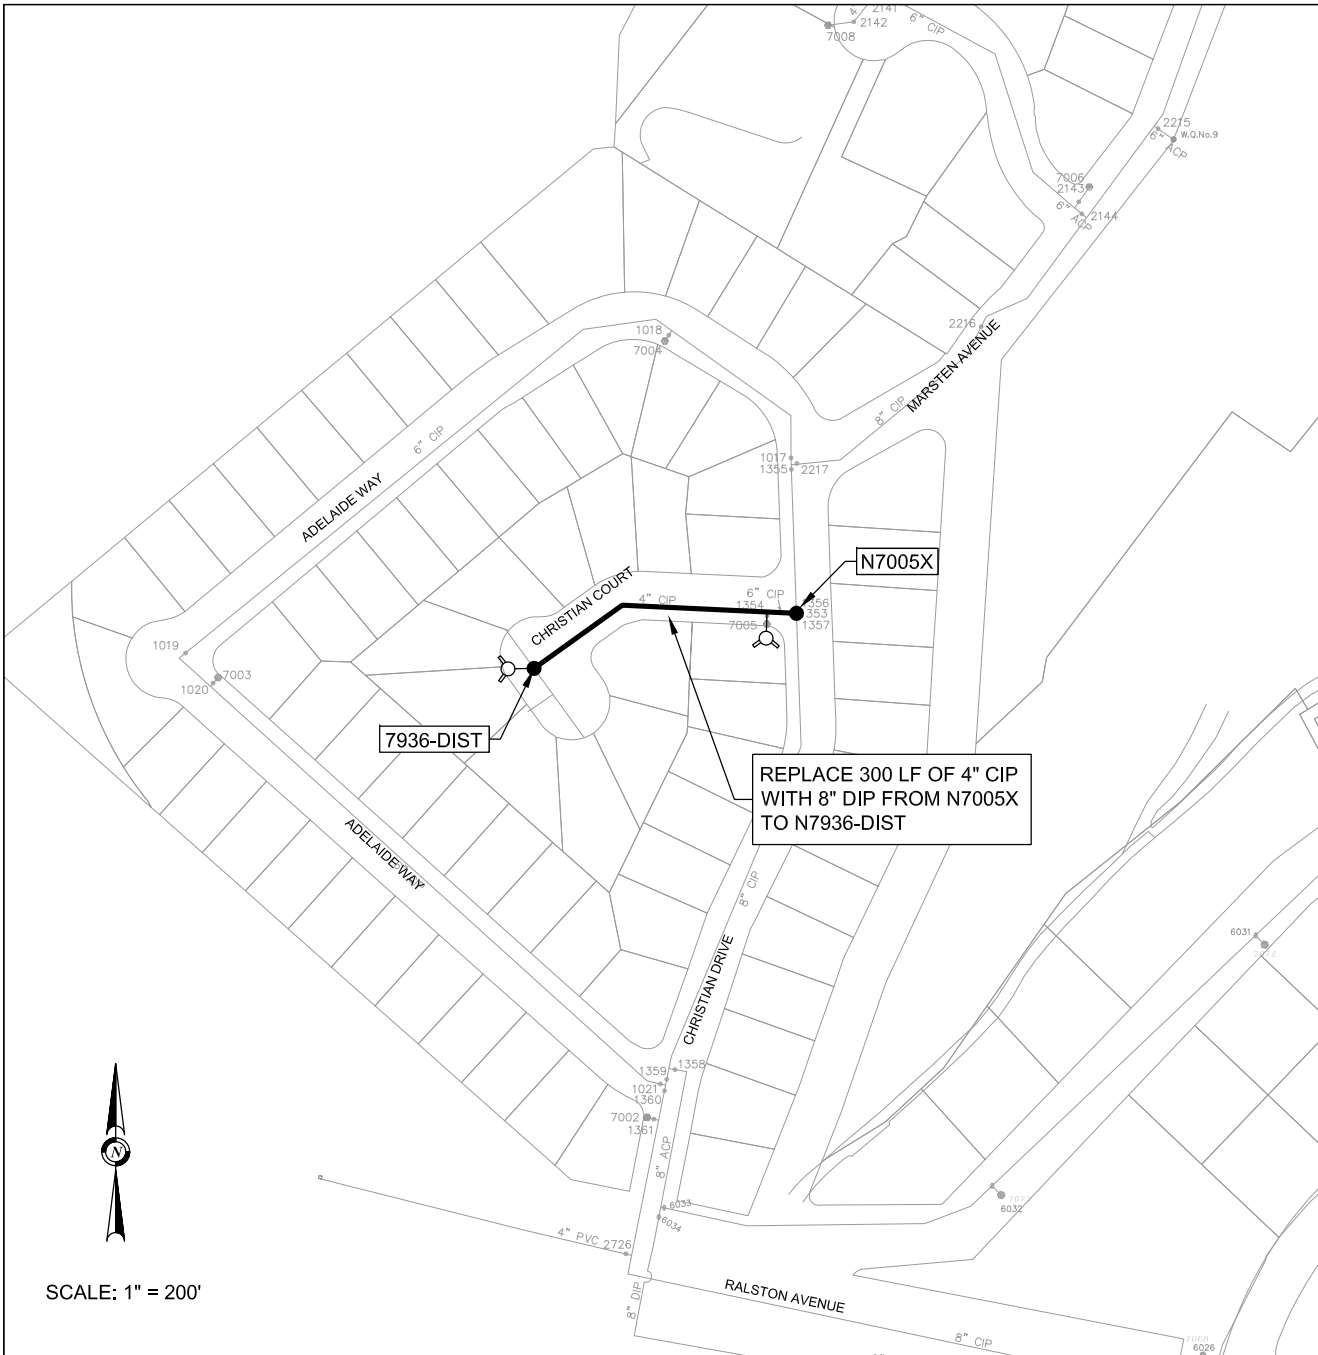 2141
4"
2142
7008
6" CIP
2215
W.Q.No.9
6" ACP
7006
2143
2144
6" ACP
2216
MARSTEN AVENUE
8" CIP
1018
7004
6" CIP
ADELAIDE WAY
1017
1355
2217
N7005X
CHRISTIAN COURT
4" CIP
6" CIP
1354
1356
1353
1357
7005
1019
7003
1020
7936-DIST
REPLACE 300 LF OF 4" CIP
WITH 8" DIP FROM N7005X
TO N7936-DIST
ADELAIDE WAY
8" CIP
CHRISTIAN DRIVE
6031
7072
1359
1358
1021
1360
7002
1361
8" ACP
6033
6034
6032
4" PVC
2726
N
SCALE: 1" = 200'
8" DIP
RALSTON AVENUE
8" CIP
7068
6026